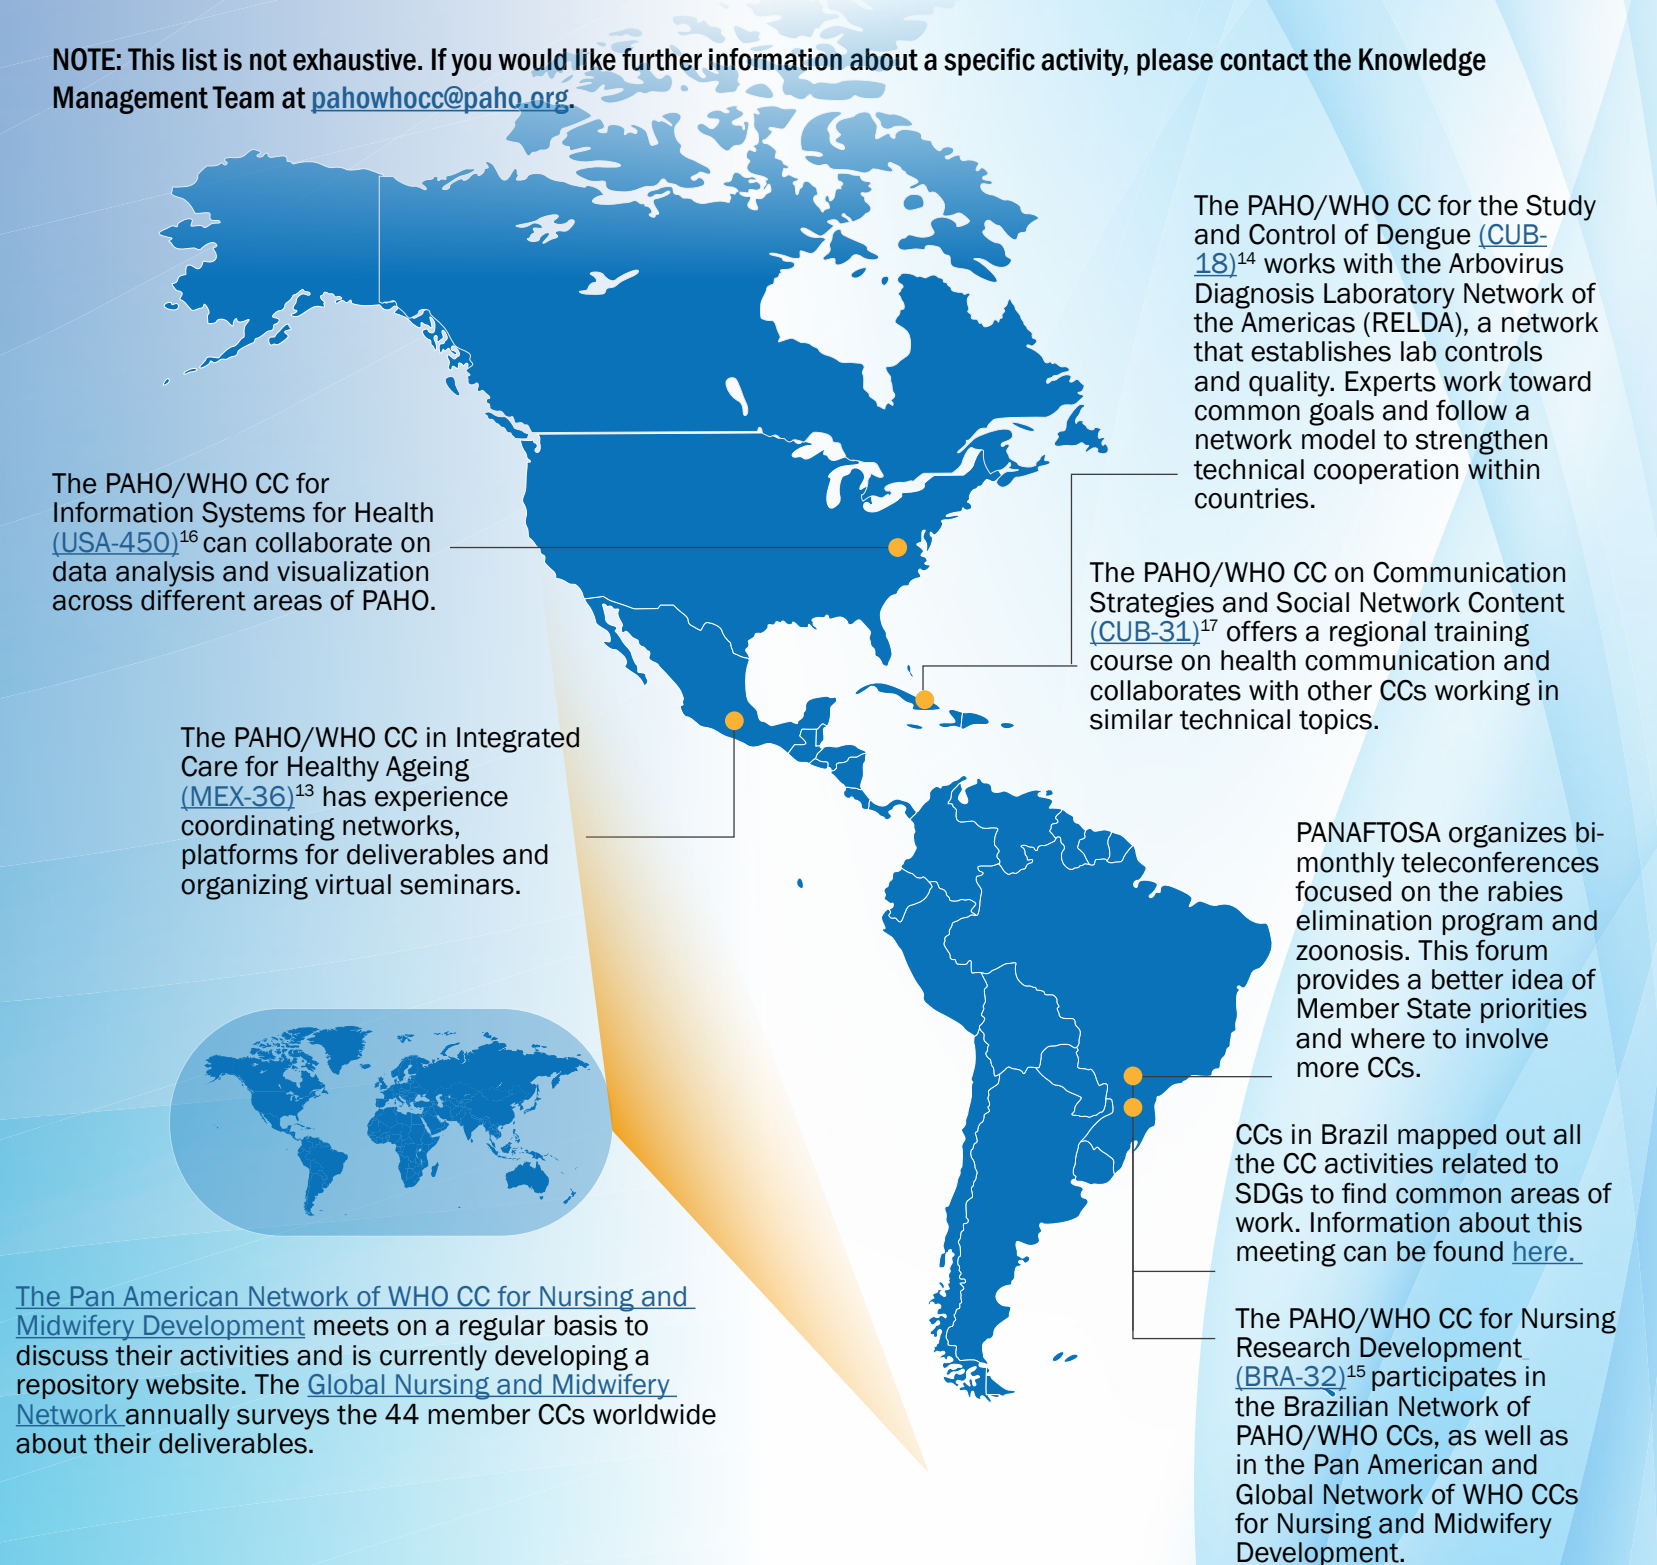 NOTE: This list is not exhaustive. If you would like further information about a specific activity, please contact the Knowledge
Management Team at pahowhocc@paho.org.
The PAHO/WHO CC for the Study
and Control of Dengue (CUB-
18)14 works with the Arbovirus
Diagnosis Laboratory Network of
the Americas (RELDA), a network
that establishes lab controls
and quality. Experts work toward
common goals and follow a
network model to strengthen
technical cooperation within
countries.
The PAHO/WHO CC for
Information Systems for Health
(USA-450)16 can collaborate on
data analysis and visualization
across different areas of PAHO.
The PAHO/WHO CC on Communication
Strategies and Social Network Content
(CUB-31)17 offers a regional training
course on health communication and
collaborates with other CCs working in
similar technical topics.
The PAHO/WHO CC in Integrated
Care for Healthy Ageing
(MEX-36)13 has experience
coordinating networks,
platforms for deliverables and
organizing virtual seminars.
PANAFTOSA organizes bi-
monthly teleconferences
focused on the rabies
elimination program and
zoonosis. This forum
provides a better idea of
Member State priorities
and where to involve
more CCs.
CCs in Brazil mapped out all
the CC activities related to
SDGs to find common areas of
work. Information about this
meeting can be found here.
The Pan American Network of WHO CC for Nursing and
Midwifery Development meets on a regular basis to
discuss their activities and is currently developing a
repository website. The Global Nursing and Midwifery
Network annually surveys the 44 member CCs worldwide
about their deliverables.
The PAHO/WHO CC for Nursing
Research Development
(BRA-32)15 participates in
the Brazilian Network of
PAHO/WHO CCs, as well as
in the Pan American and
Global Network of WHO CCs
for Nursing and Midwifery
Development.